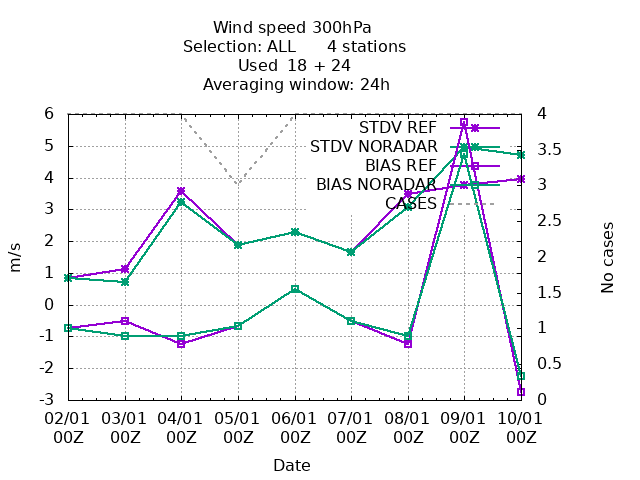 Wind speed 300hPa
Selection: ALL 4 stations
Used 18 + 24
Averaging window: 24h
6 4
STDV REF
5 3.5
STDV NORADAR
BIAS REF
4 3
BIAS NORADAR
CASES
3 2.5
2 2
1 1.5
0
-1 1
-2 0.5
-3 0
m/s
No cases
02/01 03/01 04/01 05/01 06/01 07/01 08/01 09/01 10/01
00Z 00Z 00Z 00Z 00Z 00Z 00Z 00Z 00Z
Date